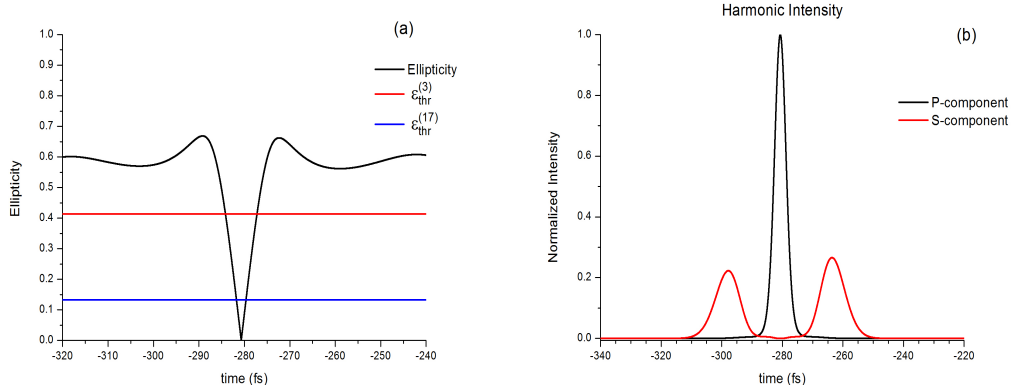 (a)
1.0
0.9
0.8
0.7
0.6
0.5
0.4
0.3
0.2
0.1
0.0
Ellipticity
Ellipticity
ε(3)thr
ε(17)thr
-320 -310 -300 -290 -280 -270 -260 -250 -240
time (fs)
Harmonic Intensity
(b)
1.0
0.8
0.6
0.4
0.2
0.0
Normalized Intensity
P-component
S-component
-340 -320 -300 -280 -260 -240 -220
time (fs)